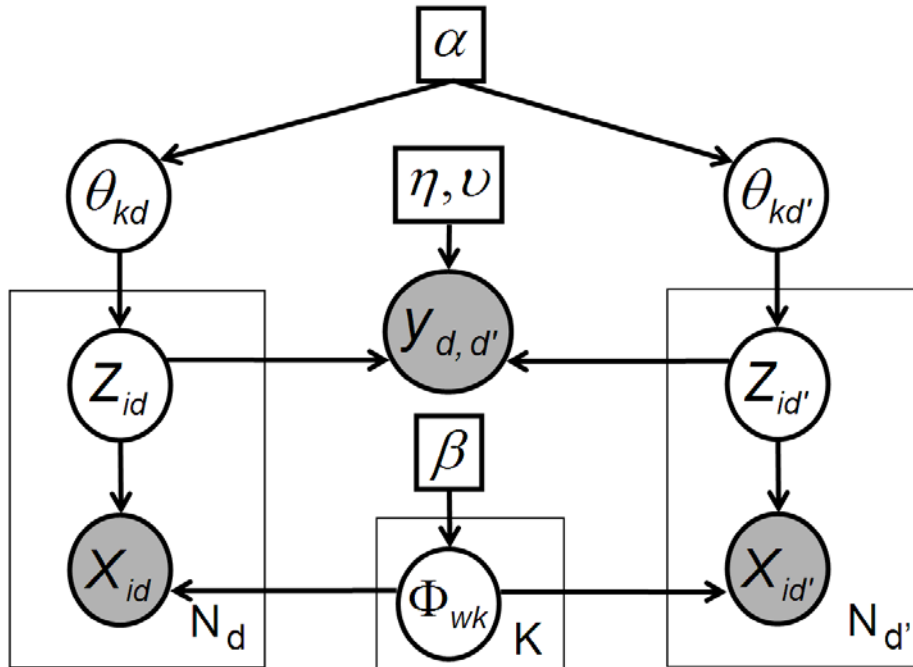 α
θkd
η,υ
θkd'
yd, d'
Zid
Zid'
β
Xid
Φwk
Xid'
Nd
K
Nd'